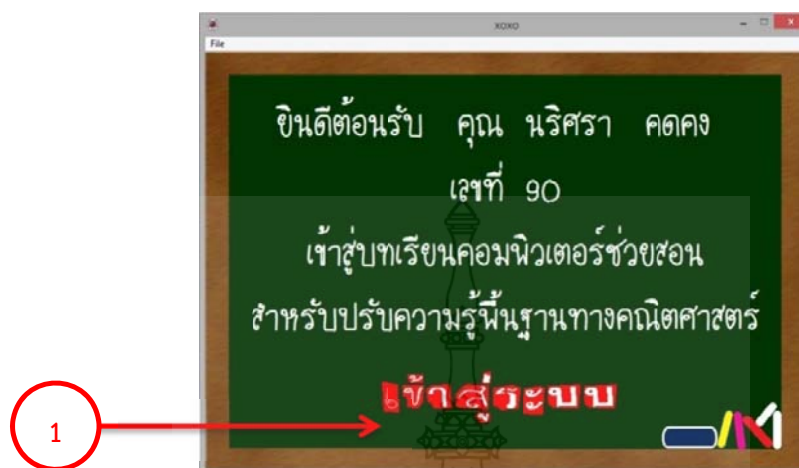 xoxo
File
ยินดีต้อนรับ คุณ นริศรา คดคง
เลขที่ 90
เข้าสู่บทเรียนคอมพิวเตอร์ช่วยสอน
สำหรับปรับความรู้พื้นฐานทางคณิตศาสตร์
เข้าสู่ระบบ
1